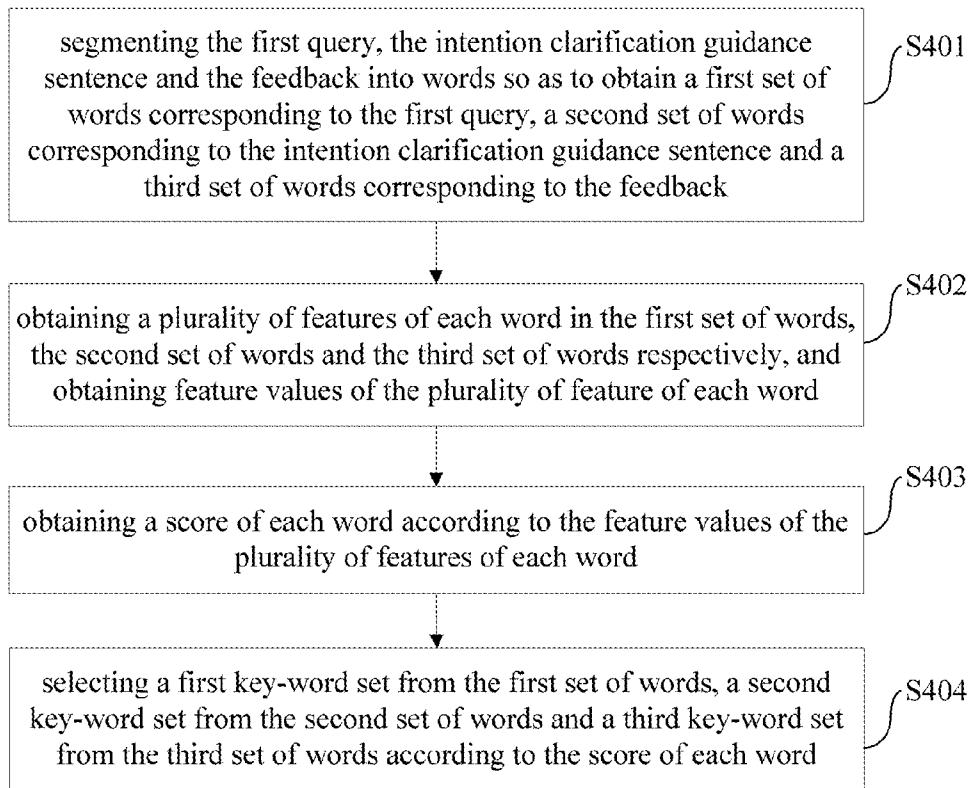 segmenting the first query, the intention clarification guidance
sentence and the feedback into words so as to obtain a first set of
words corresponding to the first query, a second set of words
corresponding to the intention clarification guidance sentence and a
third set of words corresponding to the feedback
S401
obtaining a plurality of features of each word in the first set of words,
the second set of words and the third set of words respectively, and
obtaining feature values of the plurality of feature of each word
S402
obtaining a score of each word according to the feature values of the
plurality of features of each word
S403
selecting a first key-word set from the first set of words, a second
key-word set from the second set of words and a third key-word set
from the third set of words according to the score of each word
S404